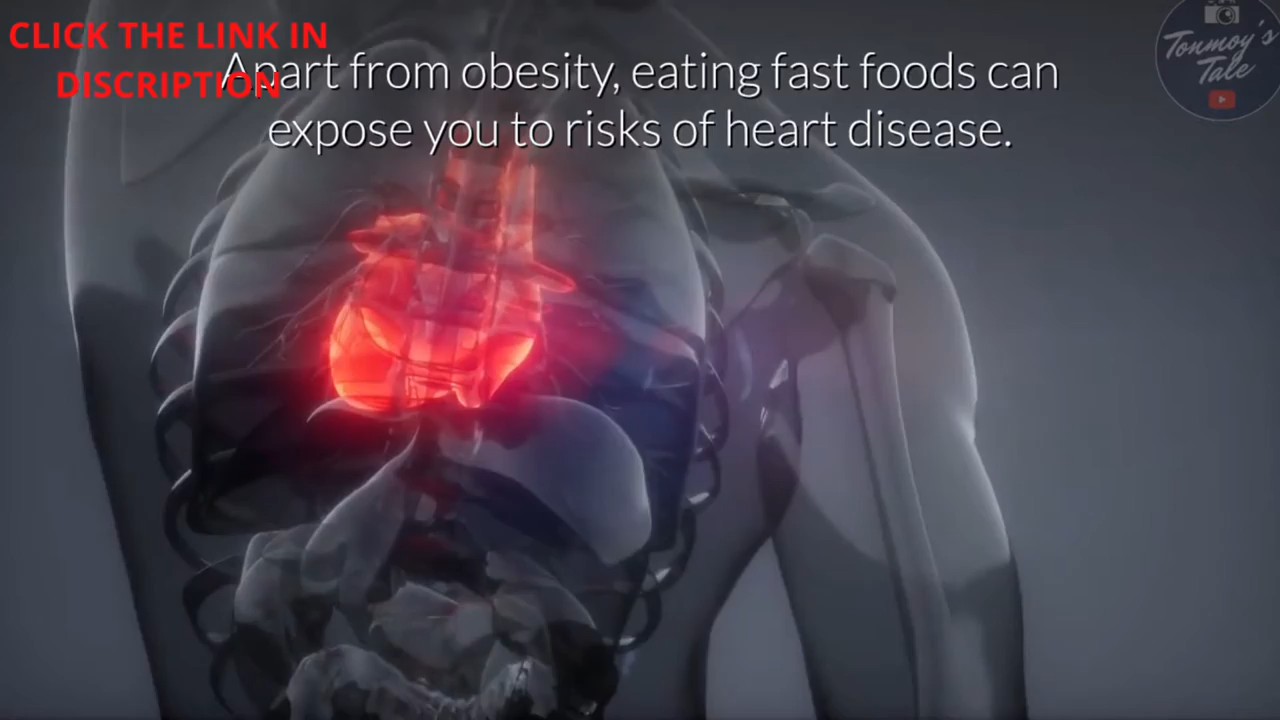 CLICK THE LINK IN
DISCRIPTION
Apart from obesity, eating fast foods can
expose you to risks of heart disease.
Tonmoy's
Tale